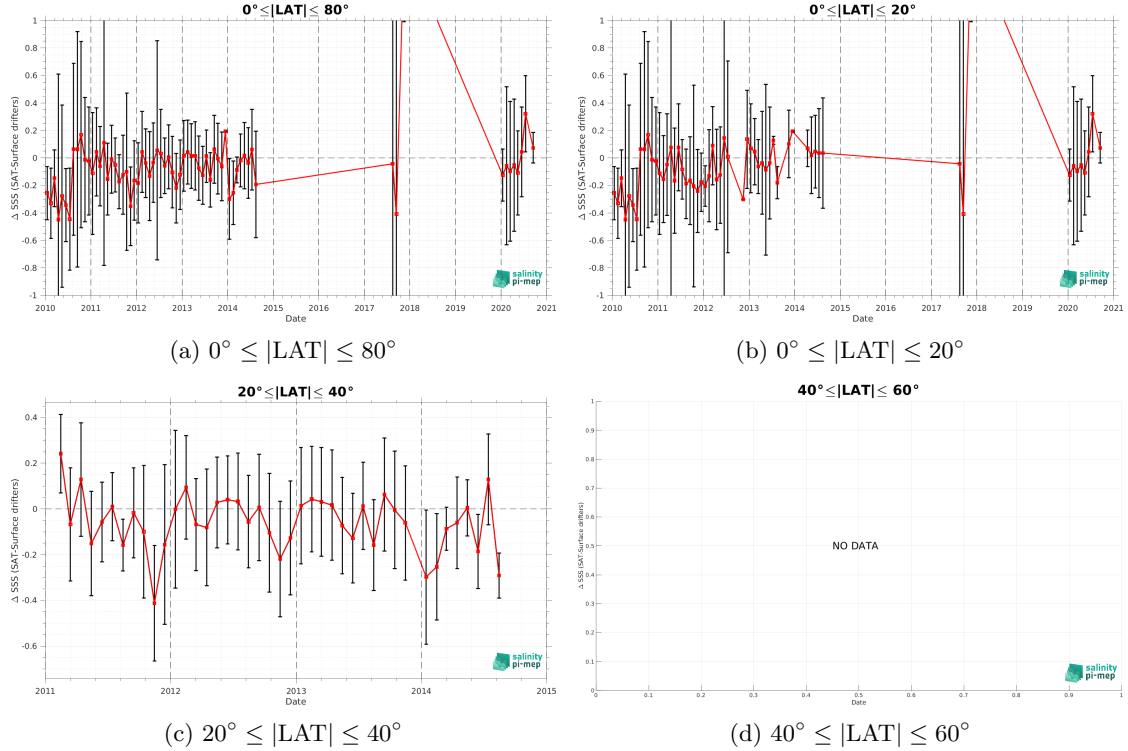 0°≤|LAT|≤ 80°
Δ SSS (SAT-Surface drifters)
1
0.8
0.6
0.4
0.2
0
-0.2
-0.4
-0.6
-0.8
-1
2010 2011 2012 2013 2014 2015 2016 2017 2018 2019 2020 2021
Date
salinity
pi-mep
(a) 0° ≤ |LAT| ≤ 80°
0°≤|LAT|≤ 20°
Δ SSS (SAT-Surface drifters)
1
0.8
0.6
0.4
0.2
0
-0.2
-0.4
-0.6
-0.8
-1
2010 2011 2012 2013 2014 2015 2016 2017 2018 2019 2020 2021
Date
salinity
pi-mep
(b) 0° ≤ |LAT| ≤ 20°
20°≤|LAT|≤ 40°
Δ SSS (SAT-Surface drifters)
0.4
0.2
0
-0.2
-0.4
-0.6
2011 2012 2013 2014 2015
Date
salinity
pi-mep
(c) 20° ≤ |LAT| ≤ 40°
40°≤|LAT|≤ 60°
Δ SSS (SAT-Surface drifters)
1
0.9
0.8
0.7
0.6
0.5
0.4
0.3
0.2
0.1
0
NO DATA
0 0.1 0.2 0.3 0.4 0.5 0.6 0.7 0.8 0.9 1
Date
salinity
pi-mep
(d) 40° ≤ |LAT| ≤ 60°